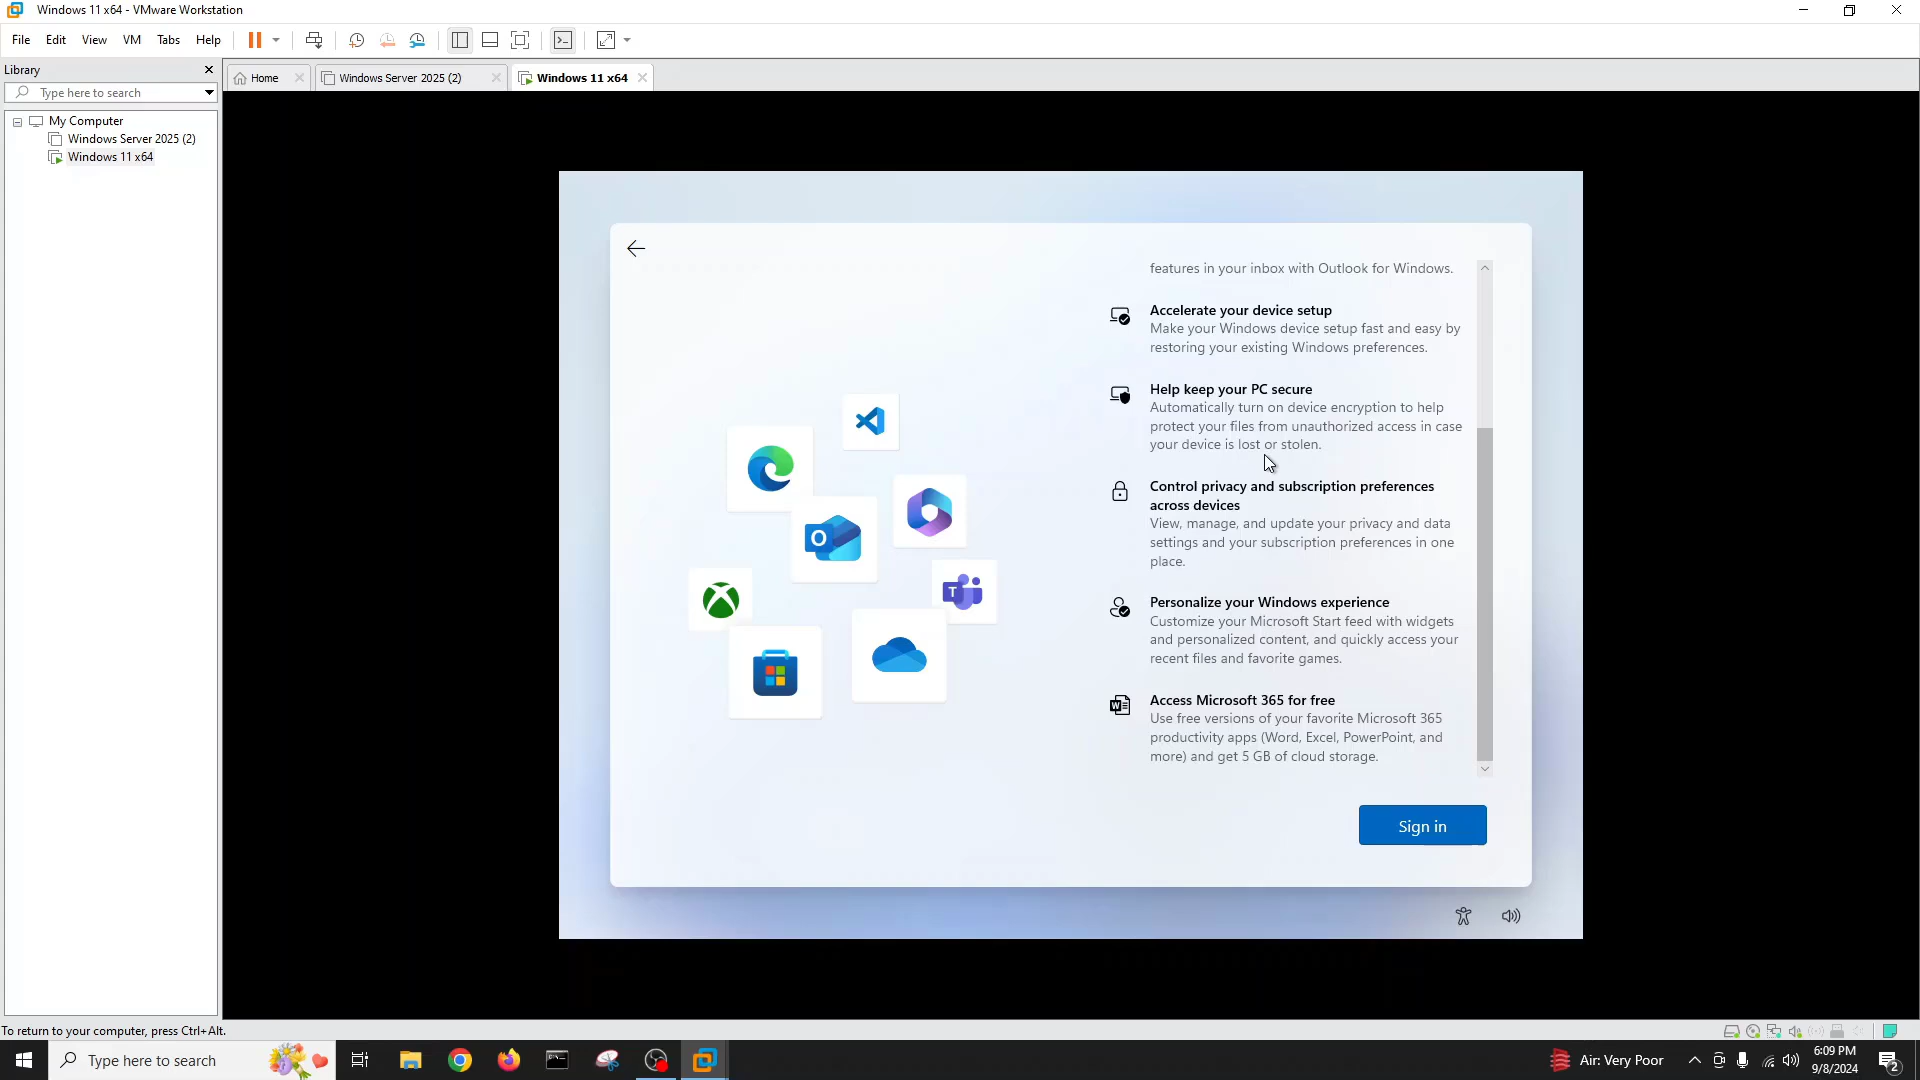 Windows 11 x64 - VMware Workstation
File Edit View VM Tabs Help
Library
Type here to search
Home
Windows Server 2025 (2)
Windows 11 x64
My Computer
Windows Server 2025 (2)
Windows 11 x64
features in your inbox with Outlook for Windows.
Accelerate your device setup
Make your Windows device setup fast and easy by
restoring your existing Windows preferences.
Help keep your PC secure
Automatically turn on device encryption to help
protect your files from unauthorized access in case
your device is lost or stolen.
Control privacy and subscription preferences
across devices
View, manage, and update your privacy and data
settings and your subscription preferences in one
place.
Personalize your Windows experience
Customize your Microsoft Start feed with widgets
and personalized content, and quickly access your
recent files and favorite games.
Access Microsoft 365 for free
Use free versions of your favorite Microsoft 365
productivity apps (Word, Excel, PowerPoint, and
more) and get 5 GB of cloud storage.
Sign in
To return to your computer, press Ctrl+Alt.
Type here to search
Air: Very Poor
6:09 PM
9/8/2024
2